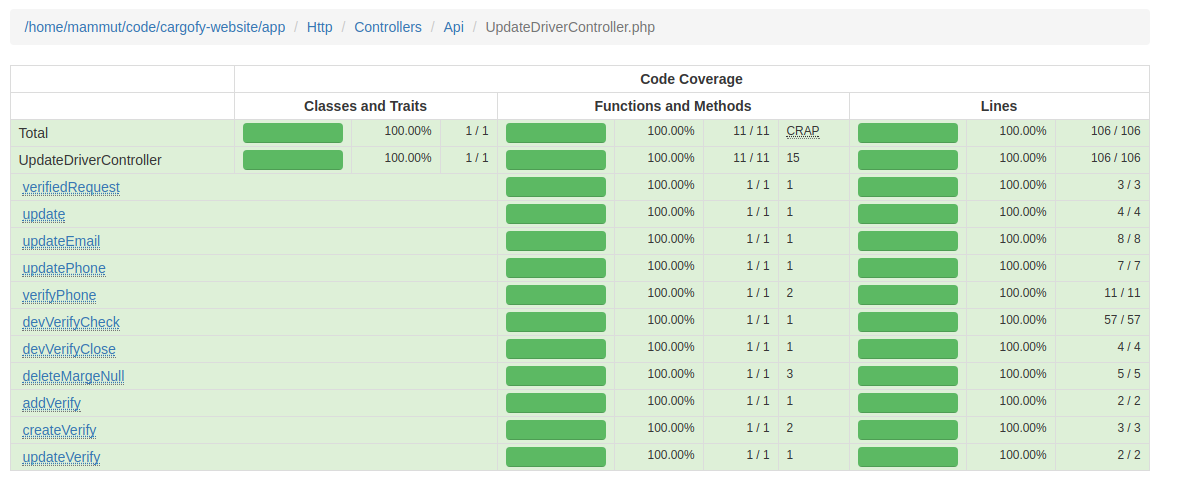 /home/mammut/code/cargofy-website/app / Http / Controllers / Api / UpdateDriverController.php
Code Coverage
Classes and Traits Functions and Methods Lines
Total 100.00% 1 / 1 100.00% 11 / 11 CRAP 100.00% 106 / 106
UpdateDriverController 100.00% 1 / 1 100.00% 11 / 11 15 100.00% 106 / 106
verifiedRequest 100.00% 1 / 1 1 100.00% 3 / 3
update 100.00% 1 / 1 1 100.00% 4 / 4
updateEmail 100.00% 1 / 1 1 100.00% 8 / 8
updatePhone 100.00% 1 / 1 1 100.00% 7 / 7
verifyPhone 100.00% 1 / 1 2 100.00% 11 / 11
devVerifyCheck 100.00% 1 / 1 1 100.00% 57 / 57
devVerifyClose 100.00% 1 / 1 1 100.00% 4 / 4
deleteMargeNull 100.00% 1 / 1 3 100.00% 5 / 5
addVerify 100.00% 1 / 1 1 100.00% 2 / 2
createVerify 100.00% 1 / 1 2 100.00% 3 / 3
updateVerify 100.00% 1 / 1 1 100.00% 2 / 2